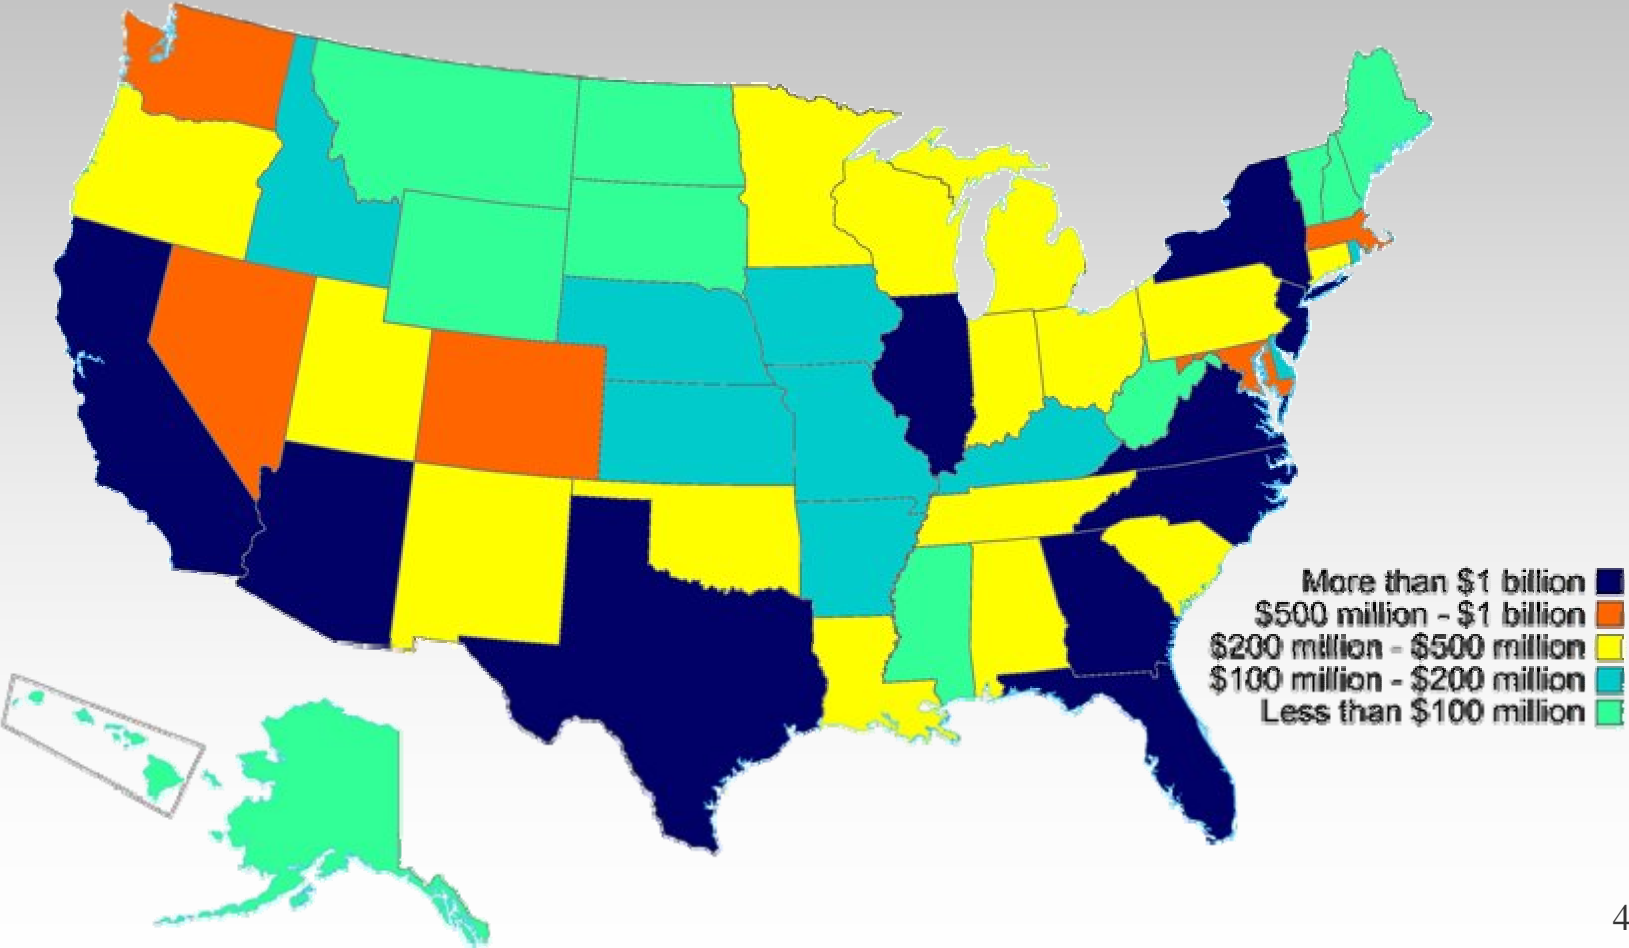 More than $1 billion
$500 million - $1 billion
$200 million - $500 million
$100 million - $200 million
Less than $100 million
4